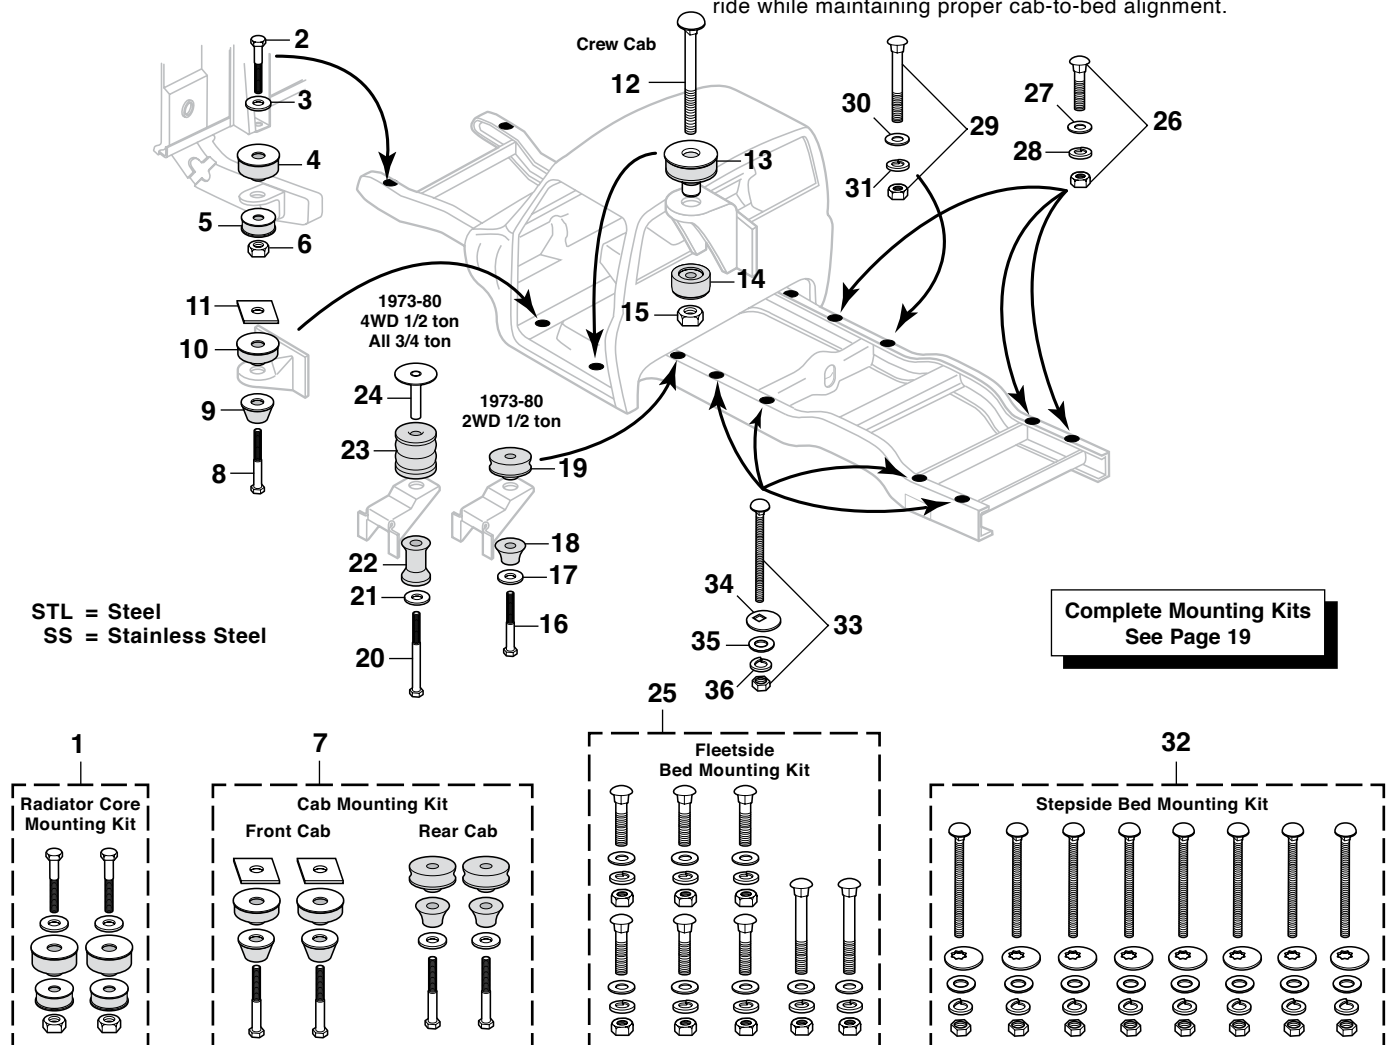 ride while maintaining proper cab-to-bed alignment.
2
3
4
5
6
Crew Cab
12
13
14
15
30
29
31
27
28
26
11
10
9
8
1973-80
4WD 1/2 ton
All 3/4 ton
24
23
1973-80
2WD 1/2 ton
19
22
21
20
18
17
16
34
35
36
33
STL = Steel
SS = Stainless Steel
Complete Mounting Kits
See Page 19
1
Radiator Core
Mounting Kit
7
Cab Mounting Kit
Front Cab
Rear Cab
25
Fleetside
Bed Mounting Kit
32
Stepside Bed Mounting Kit